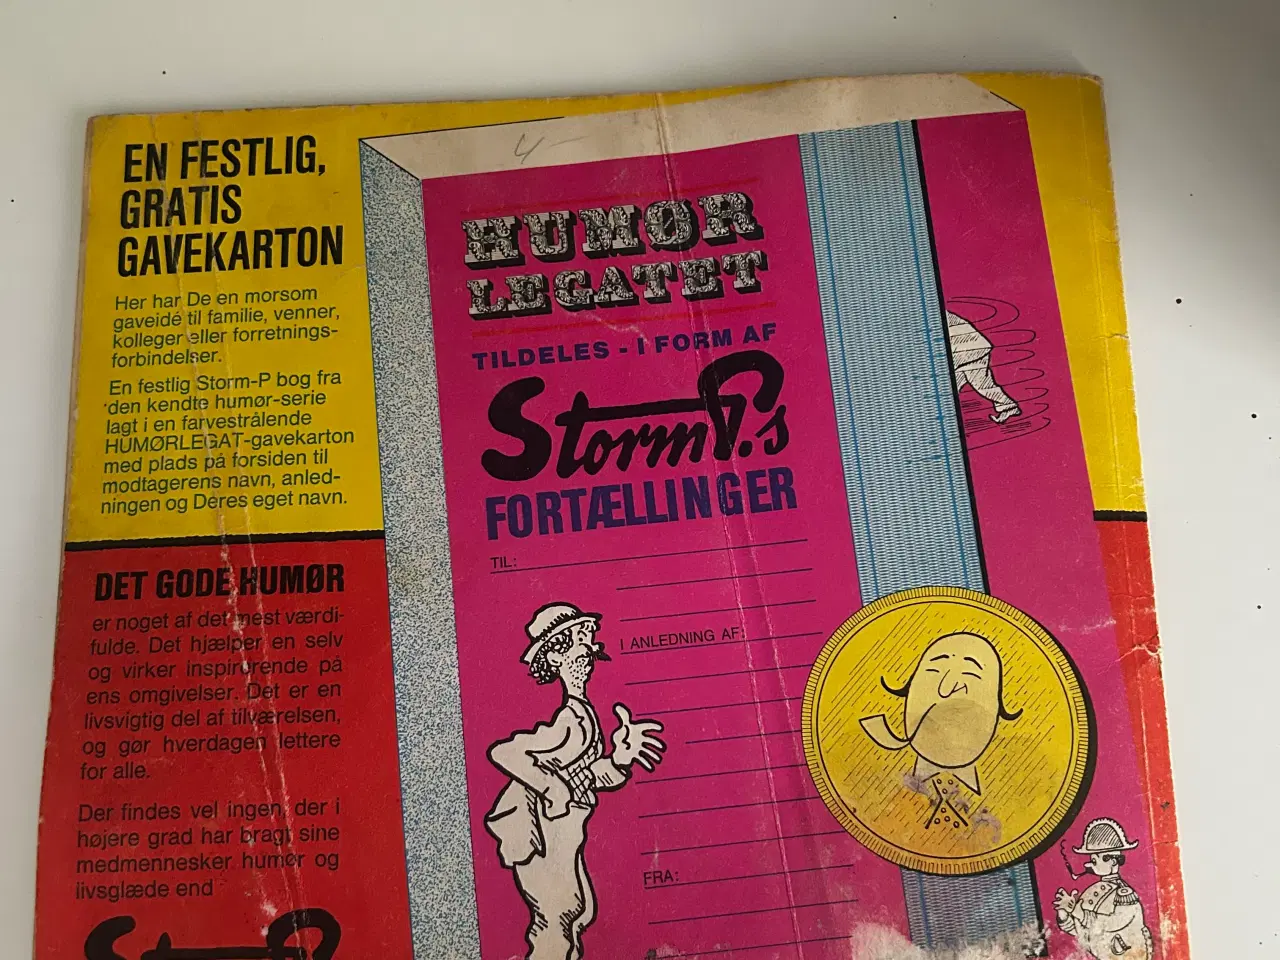 EN FESTLIG,
GRATIS
GAVEKARTON
Her har De en morsom
gaveidé til familie, venner,
kolleger eller forretnings-
forbindelser.
En festlig Storm-P bog fra
den kendte humør-serie
lagt i en farvestrålende
HUMØRLEGAT-gavekarton
med plads på forsiden til
modtagerens navn, anled-
ningen og Deres eget navn.
DET GODE HUMØR
er noget af det mest værdi-
fulde. Det hjælper en selv
og virker inspirerende på
ens omgivelser. Det er en
livsvigtig del af tilværelsen,
og gør hverdagen lettere
for alle.
Der findes vel ingen, der i
højere grad har bragt sine
medmennesker humør og
livsglæde end
Storm P
4-
HUMØR
LEGATET
TILDELES - I FORM AF
Storm P.s
FORTÆLLINGER
TIL:
I ANLEDNING AF:
FRA: